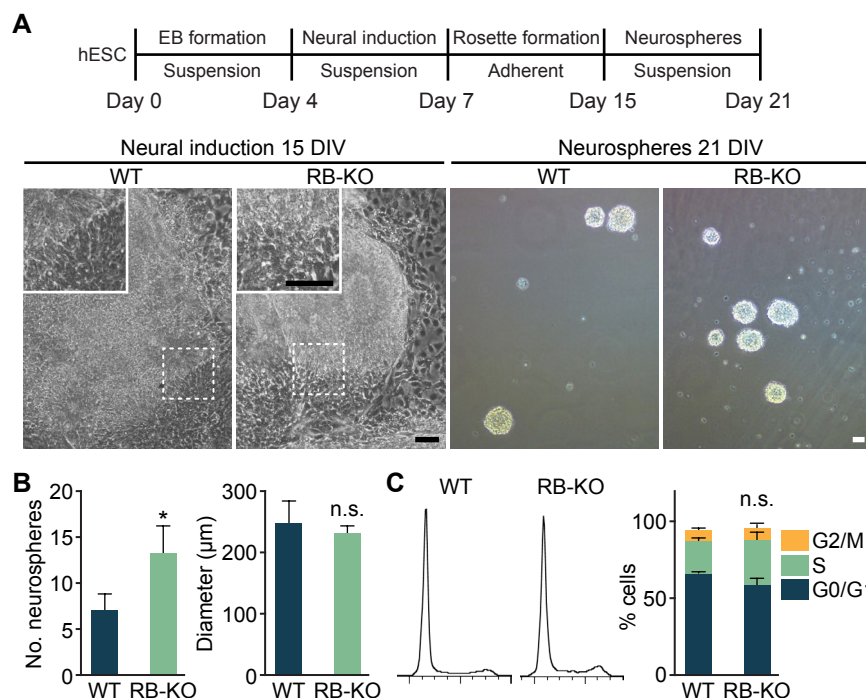 A
hESC
EB formation
Neural induction
Rosette formation
Neurospheres
Suspension
Suspension
Adherent
Suspension
Day 0
Day 4
Day 7
Day 15
Day 21
Neural induction 15 DIV
Neurospheres 21 DIV
WT
RB-KO
WT
RB-KO
B
No. neurospheres
20
15
10
5
0
*
WT
RB-KO
Diameter (µm)
300
200
100
0
n.s.
WT
RB-KO
C
WT
RB-KO
% cells
100
50
0
n.s.
WT
RB-KO
G2/M
S
G0/G1